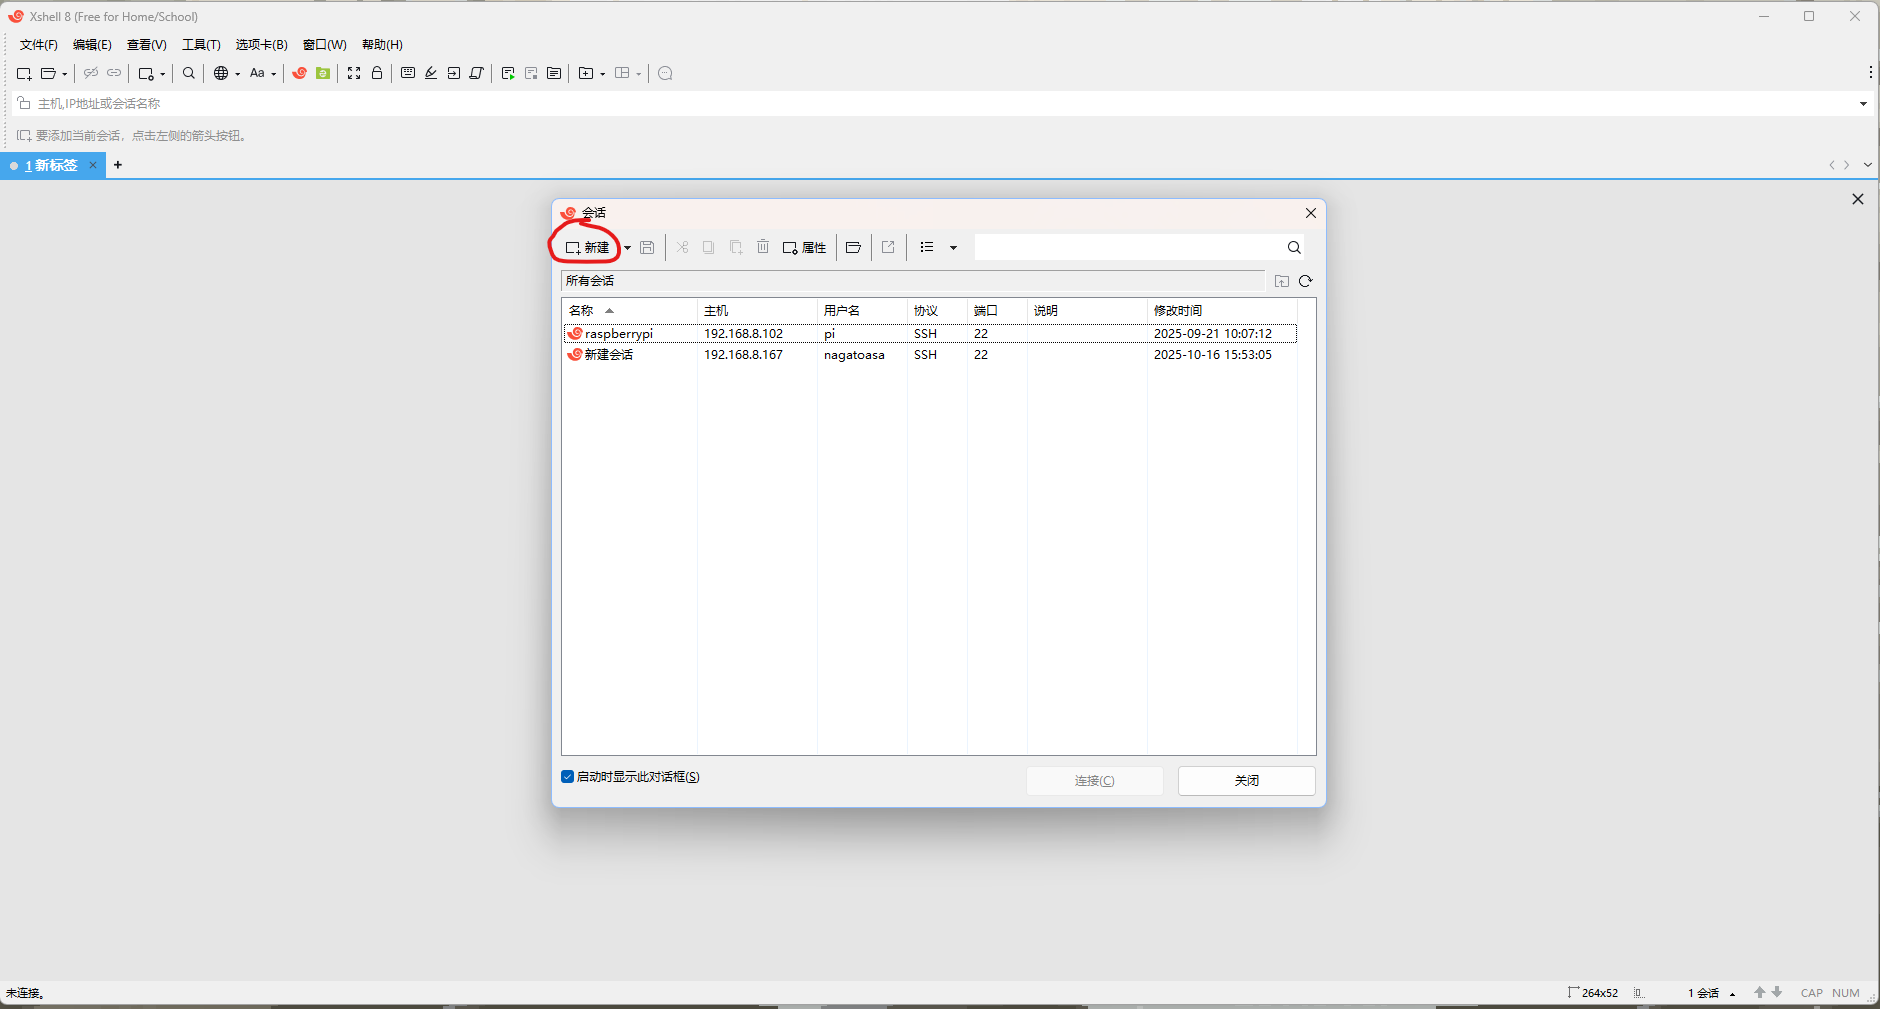 Xshell 8 (Free for Home/School)
文件(F) 编辑(E) 查看(V) 工具(T) 选项卡(B) 窗口(W) 帮助(H)
Aa
主机,IP地址或会话名称
要添加当前会话，点击左侧的箭头按钮。
1 新标签
会话
新建 属性
所有会话
名称 主机 用户名 协议 端口 说明 修改时间
raspberrypi 192.168.8.102 pi SSH 22 2025-09-21 10:07:12
新建会话 192.168.8.167 nagatoasa SSH 22 2025-10-16 15:53:05
启动时显示此对话框(S) 连接(C) 关闭
未连接。 264x52 1 会话 CAP NUM